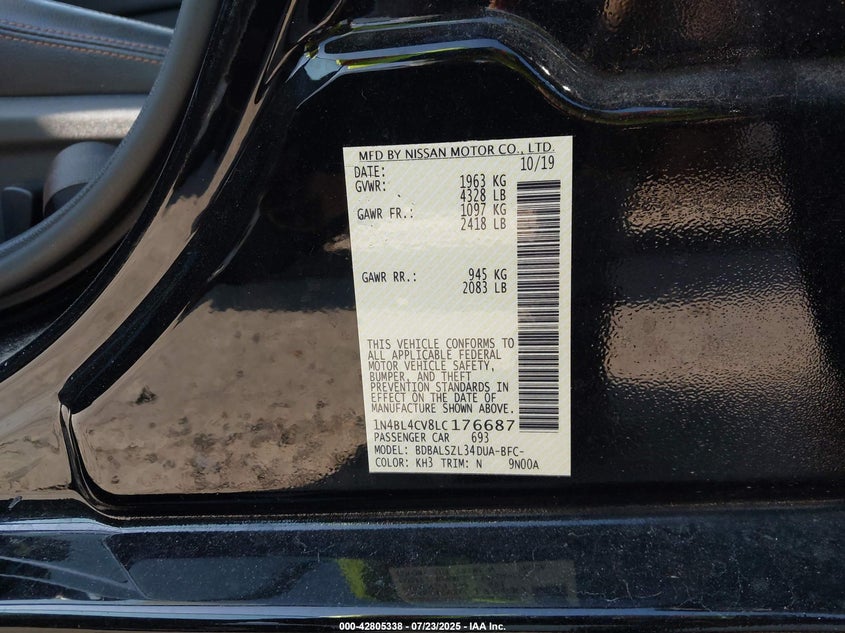 MFD BY NISSAN MOTOR CO., LTD.
DATE: 10/19
GVWR: 1963 KG
4328 LB
GAWR FR.: 1097 KG
2418 LB
GAWR RR.: 945 KG
2083 LB
THIS VEHICLE CONFORMS TO
ALL APPLICABLE FEDERAL
MOTOR VEHICLE SAFETY,
BUMPER, AND THEFT
PREVENTION STANDARDS IN
EFFECT ON THE DATE OF
MANUFACTURE SHOWN ABOVE.
1N4BL4CV8LC176687
PASSENGER CAR 693
MODEL: BDBALSZL34DUA-BFC-
COLOR: KH3 TRIM: N 9N00A
000-42805338 - 07/23/2025 - IAA Inc.